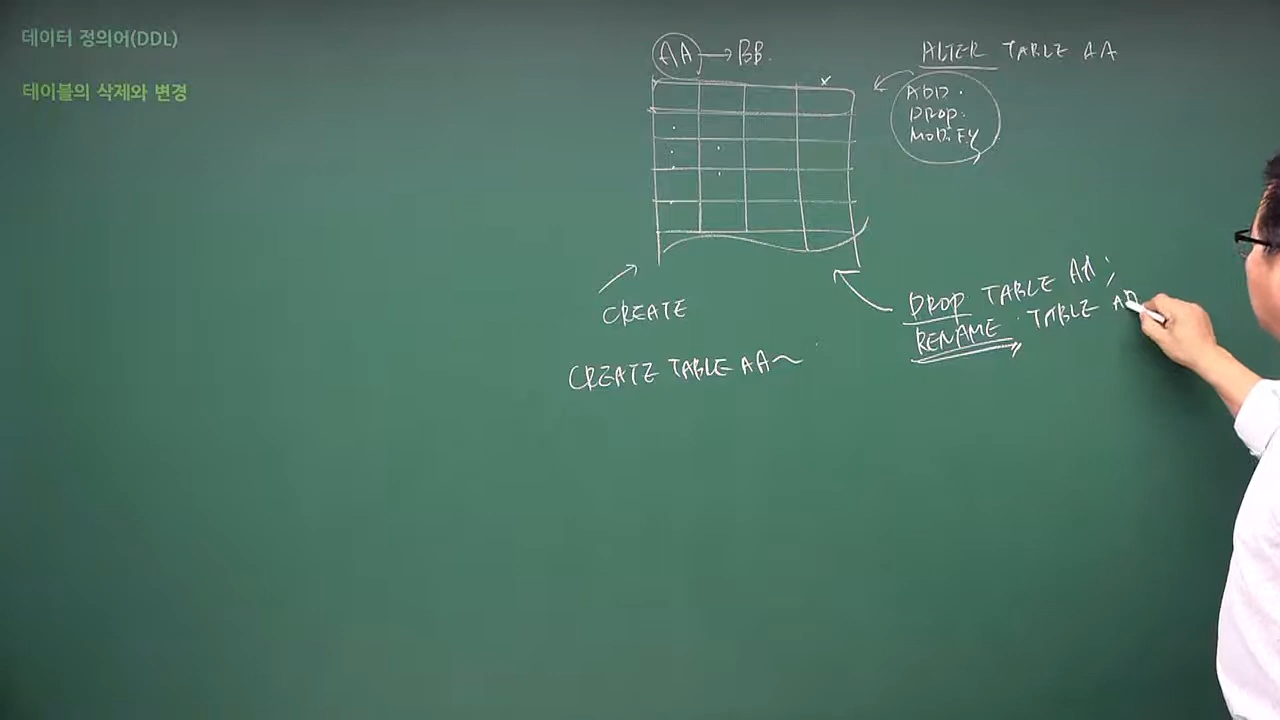 데이터 정의어(DDL)
테이블의 삭제와 변경
AA → BB.
ALTER TABLE AA
ADD.
DROP.
MODIFY
CREATE
CREATE TABLE AA~
DROP TABLE AA;
RENAME TABLE